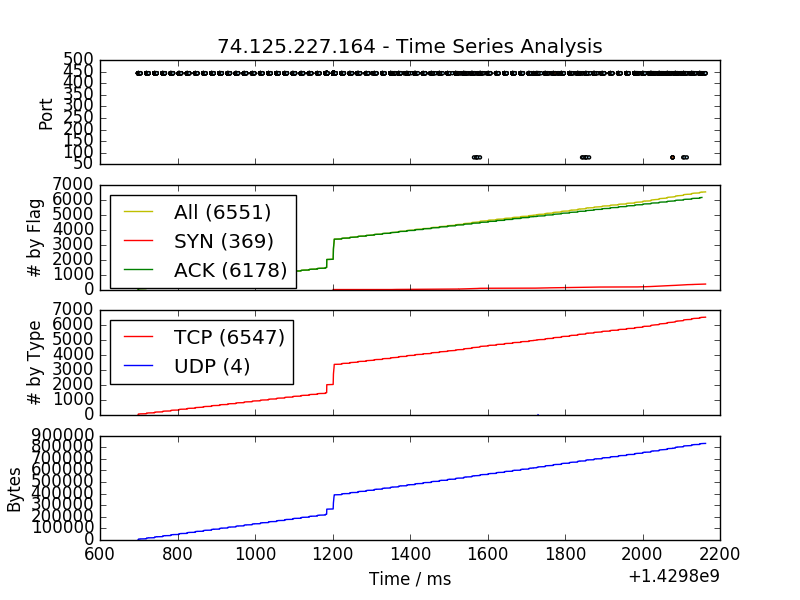 74.125.227.164 - Time Series Analysis
Port
500
450
400
350
300
250
200
150
100
50
# by Flag
7000
6000
5000
4000
3000
2000
1000
0
All (6551)
SYN (369)
ACK (6178)
# by Type
7000
6000
5000
4000
3000
2000
1000
0
TCP (6547)
UDP (4)
Bytes
900000
800000
700000
600000
500000
400000
300000
200000
100000
0
600 800 1000 1200 1400 1600 1800 2000 2200
Time / ms
+1.4298e9